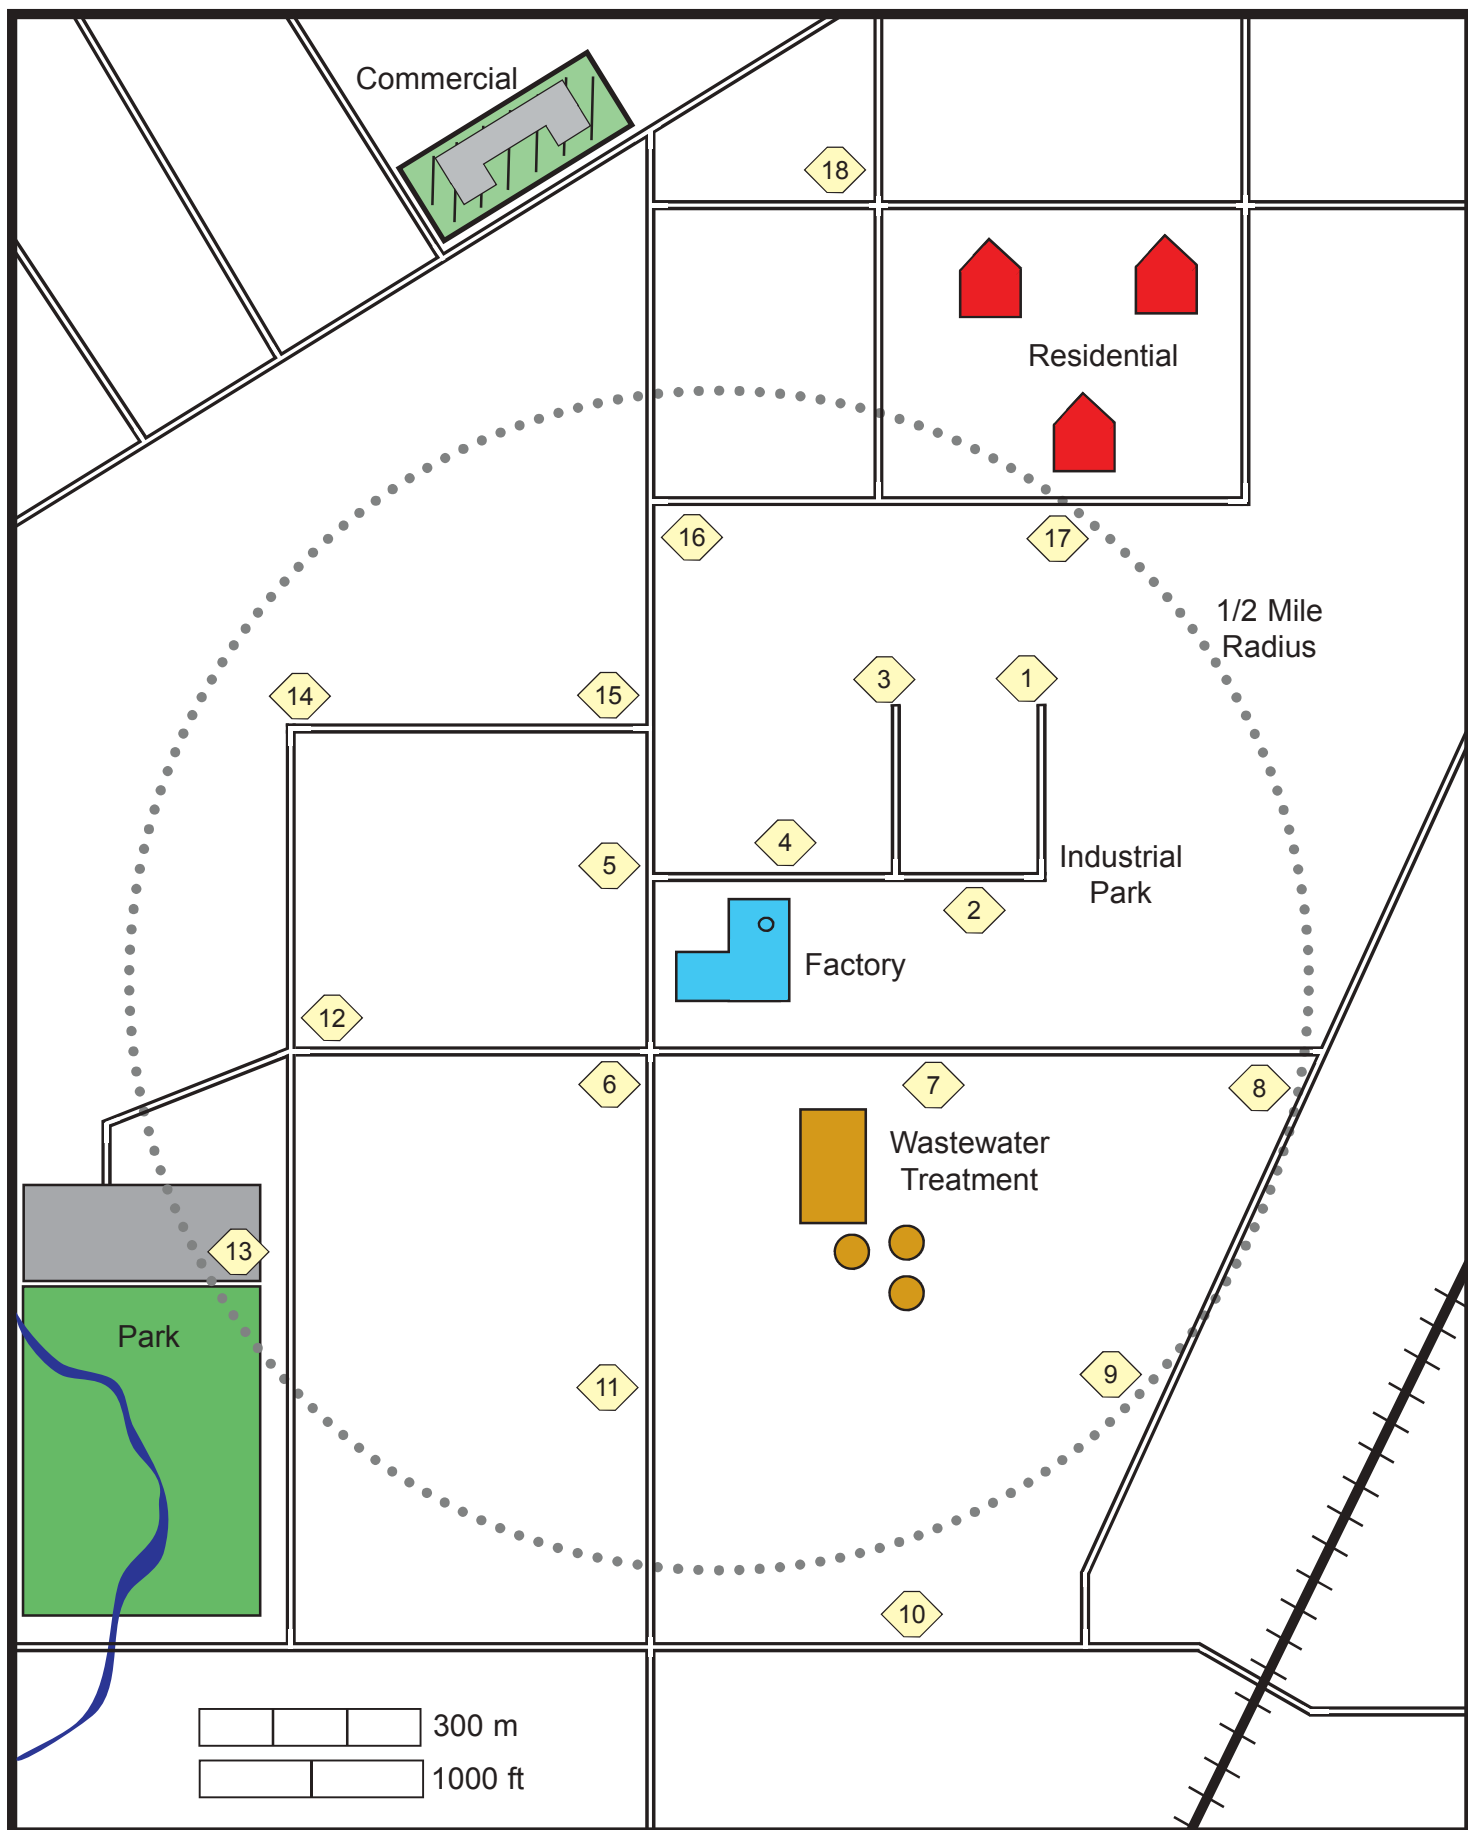 Commercial
18
Residential
16
17
1/2 Mile
Radius
14
15
3
1
4
5
Industrial
Park
2
Factory
12
6
7
8
Wastewater
Treatment
13
Park
11
9
10
300 m
1000 ft